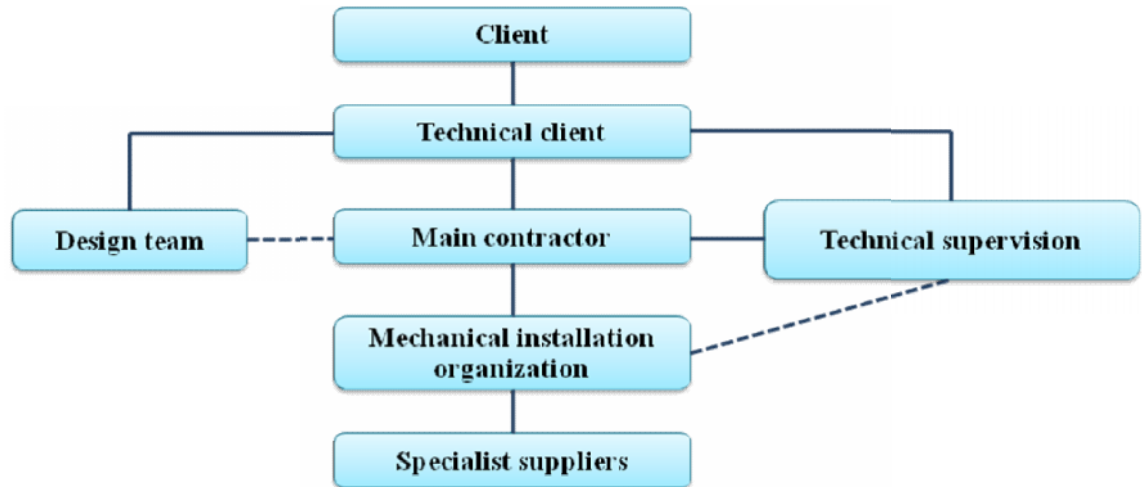 Client
Technical client
Design team
Main contractor
Technical supervision
Mechanical installation
organization
Specialist suppliers